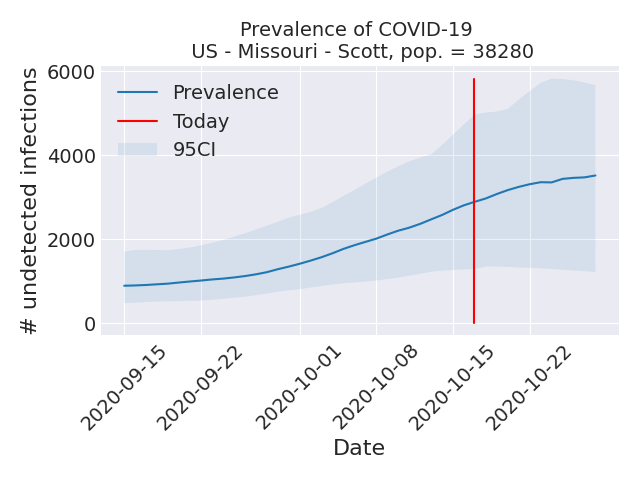 Prevalence of COVID-19
US - Missouri - Scott, pop. = 38280
# undetected infections
6000
4000
2000
0
Prevalence
Today
95CI
2020-09-15
2020-09-22
2020-10-01
2020-10-08
2020-10-15
2020-10-22
Date